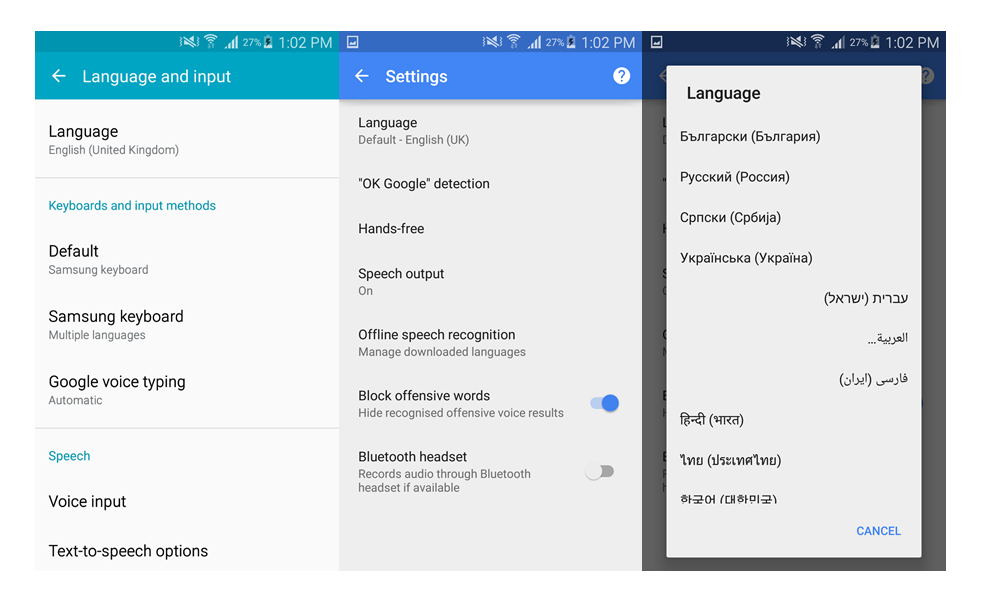 27% 1:02 PM
Language and input
Language
English (United Kingdom)
Keyboards and input methods
Default
Samsung keyboard
Samsung keyboard
Multiple languages
Google voice typing
Automatic
Speech
Voice input
Text-to-speech options
27% 1:02 PM
Settings
?
Language
Default - English (UK)
"OK Google" detection
Hands-free
Speech output
On
Offline speech recognition
Manage downloaded languages
Block offensive words
Hide recognised offensive voice results
Bluetooth headset
Records audio through Bluetooth
headset if available
27% 1:02 PM
?
Language
Български (България)
Русский (Россия)
Српски (Србија)
Українська (Україна)
עברית (ישראל)
العربية...
فارسی (ایران)
हिन्दी (भारत)
ไทย (ประเทศไทย)
한국어 (대한민국)
CANCEL